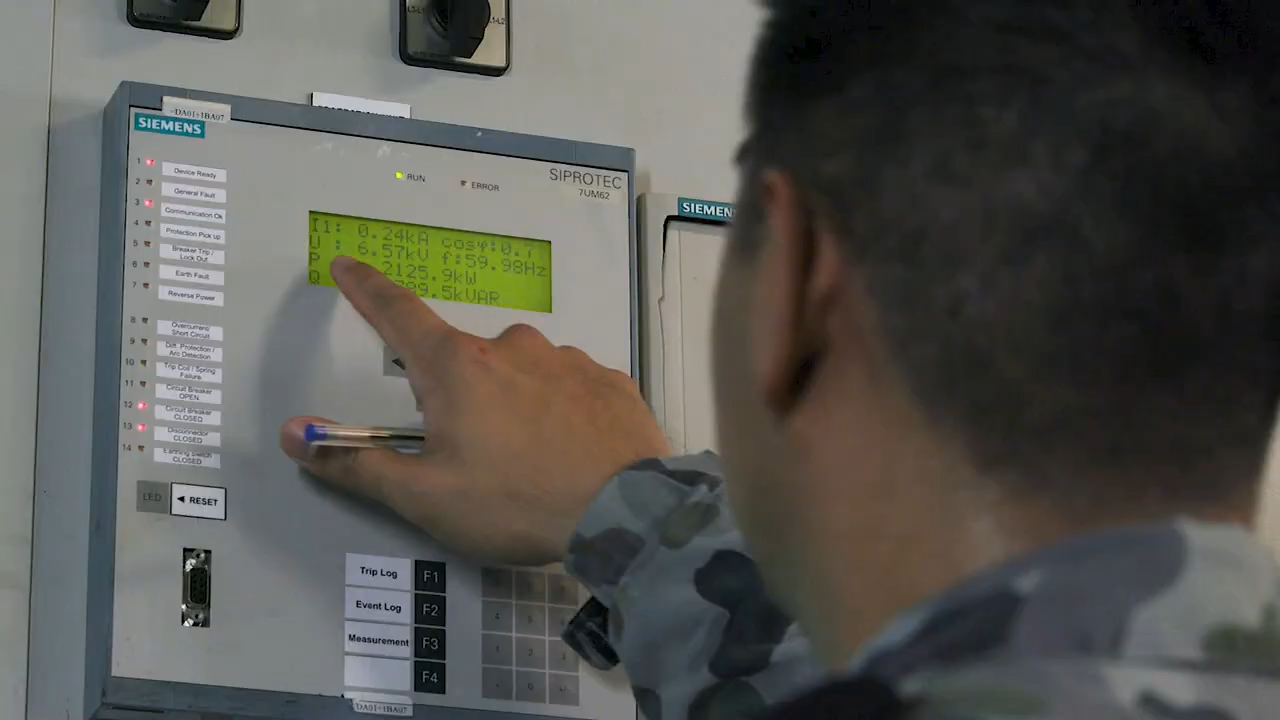 L1-L2
=DA01+1BA07
SIEMENS
RUN
ERROR
SIPROTEC
7UM62
SIEMENS
I1: 0.24kA cosφ:0.7
U : 6.57kV f:59.98Hz
P 2125.9kW
Q 9.5kVAR
1 Device Ready
2 General Fault
3 Communication Ok
4 Protection Pick up
5 Breaker Trip /
Lock Out
6 Earth Fault
7 Reverse Power
8 Overcurrent/
Short Circuit
9 Diff. Protection /
Arc Detection
10 Trip Coil / Spring
Failure
11 Circuit Breaker
OPEN
12 Circuit Breaker
CLOSED
13 Disconnector
CLOSED
14 Earthing Switch
CLOSED
LED
◄ RESET
Trip Log F1
Event Log F2
Measurement F3
F4
DA01+1BA07